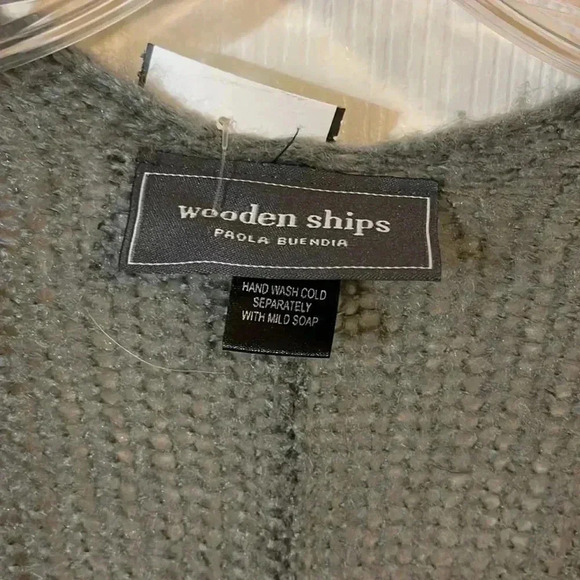 wooden ships
PAOLA BUENDIA
HAND WASH COLD
SEPARATELY
WITH MILD SOAP